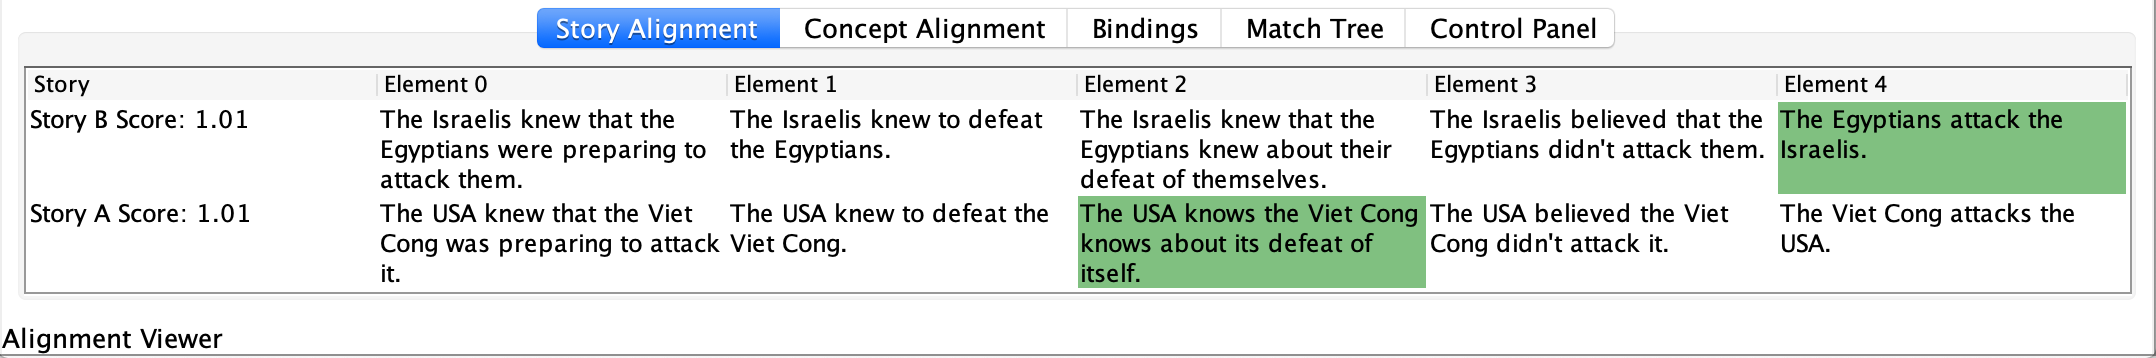 Story Alignment Concept Alignment Bindings Match Tree Control Panel
Story Element 0 Element 1 Element 2 Element 3 Element 4
Story B Score: 1.01
The Israelis knew that the
Egyptians were preparing to
attack them.
The Israelis knew to defeat
the Egyptians.
The Israelis knew that the
Egyptians knew about their
defeat of themselves.
The Israelis believed that the
Egyptians didn't attack them.
The Egyptians attack the
Israelis.
Story A Score: 1.01
The USA knew that the Viet
Cong was preparing to attack
it.
The USA knew to defeat the
Viet Cong.
The USA knows the Viet Cong
knows about its defeat of
itself.
The USA believed the Viet
Cong didn't attack it.
The Viet Cong attacks the
USA.
Alignment Viewer